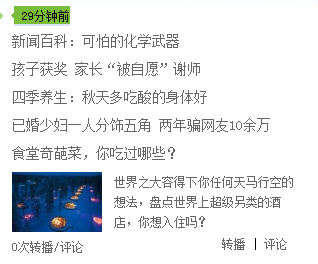 29分钟前
新闻百科：可怕的化学武器
孩子获奖 家长“被自愿”谢师
四季养生：秋天多吃酸的身体好
已婚少妇一人分饰五角 两年骗网友10余万
食堂奇葩菜，你吃过哪些？
世界之大容得下你任何天马行空的
想法，盘点世界上超级另类的酒
店，你想入住吗？
0次转播/评论
转播 | 评论